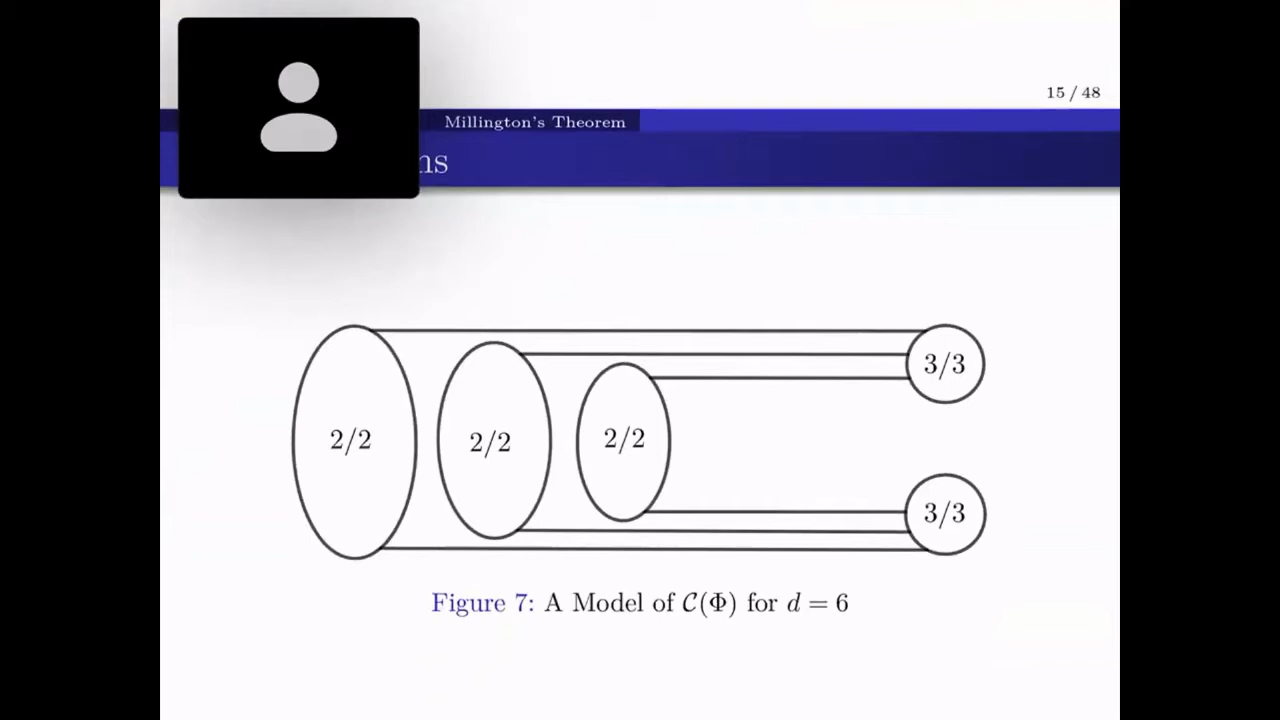 15 / 48
Millington's Theorem
3/3
2/2 2/2 2/2
3/3
Figure 7: A Model of 𝒞(Φ) for d = 6